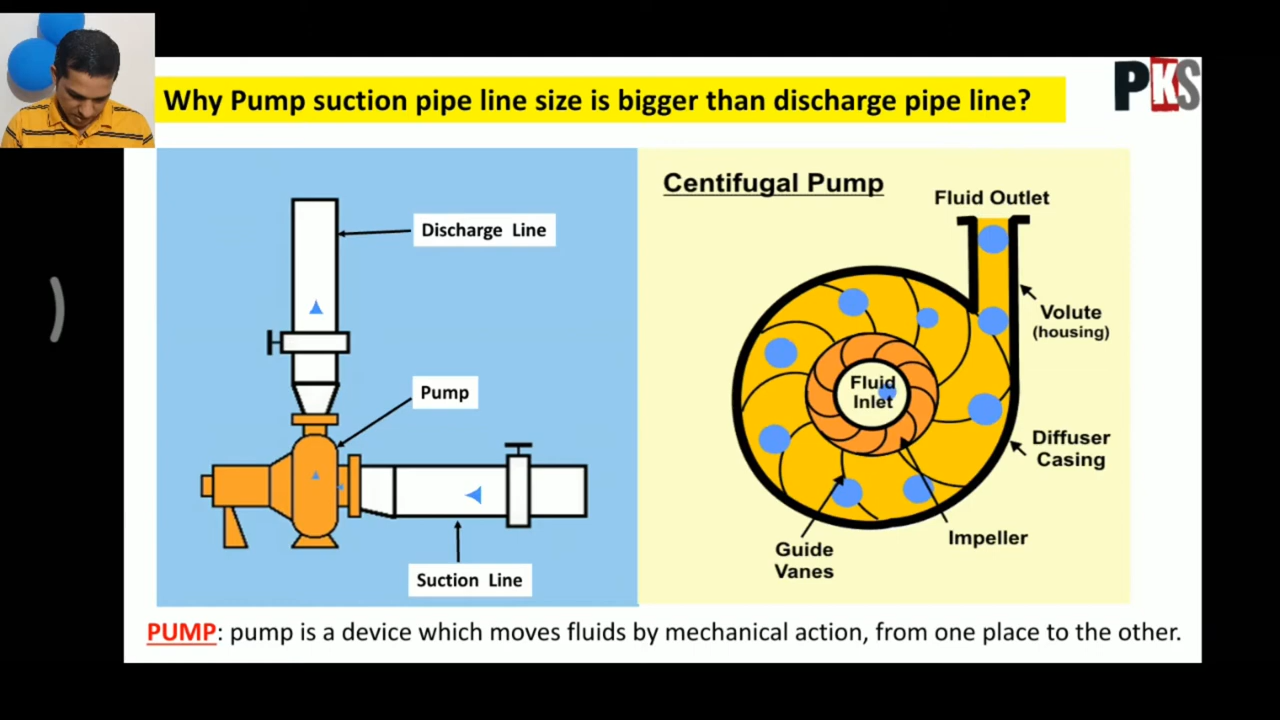 Why Pump suction pipe line size is bigger than discharge pipe line?
PKS
Discharge Line
Pump
Suction Line
Centifugal Pump
Fluid Outlet
Volute
(housing)
Fluid
Inlet
Diffuser
Casing
Impeller
Guide
Vanes
PUMP: pump is a device which moves fluids by mechanical action, from one place to the other.